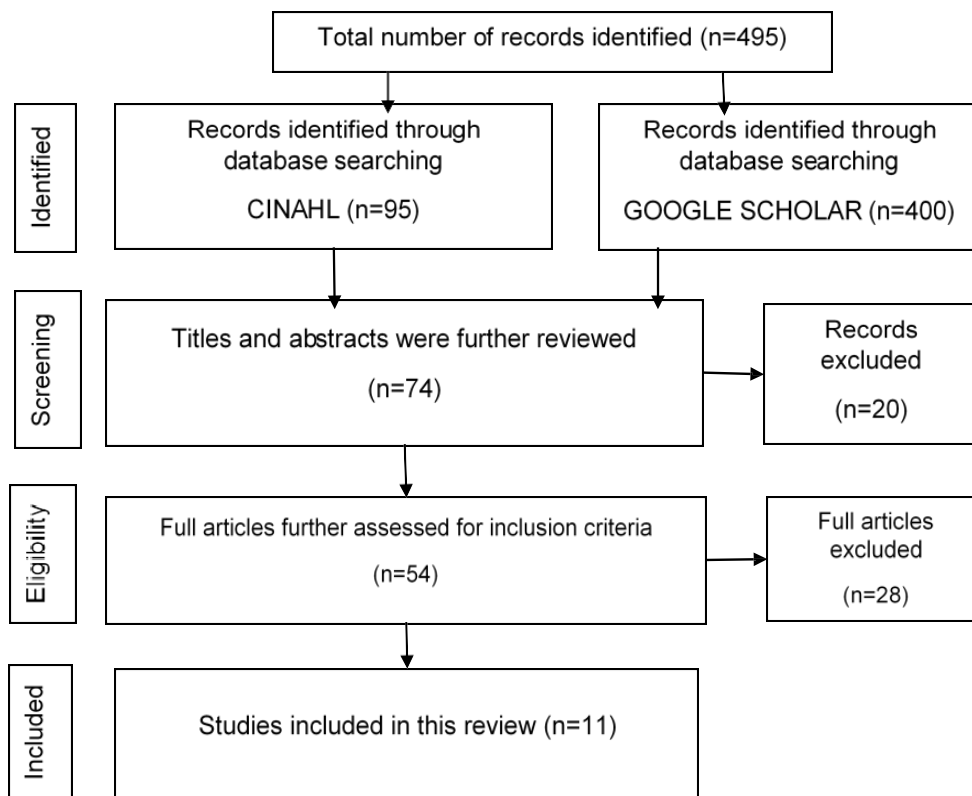 Total number of records identified (n=495)
Identified
Records identified through
database searching
CINAHL (n=95)
Records identified through
database searching
GOOGLE SCHOLAR (n=400)
Screening
Titles and abstracts were further reviewed
(n=74)
Records
excluded
(n=20)
Eligibility
Full articles further assessed for inclusion criteria
(n=54)
Full articles
excluded
(n=28)
Included
Studies included in this review (n=11)